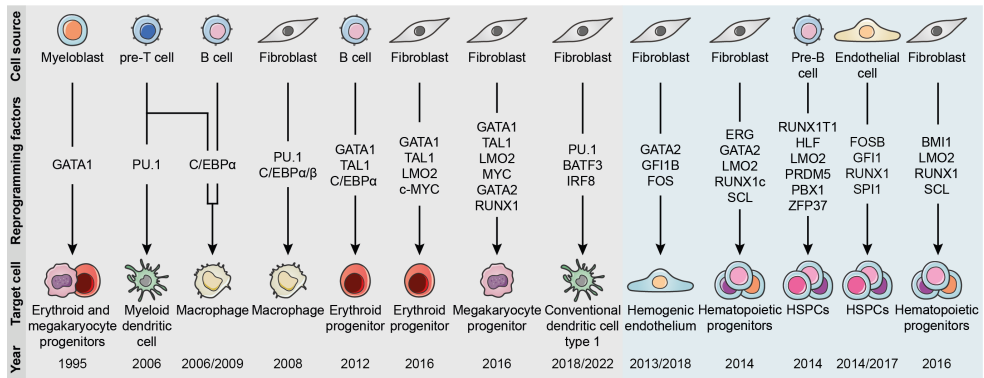 Cell source
Myeloblast
pre-T cell
B cell
Fibroblast
B cell
Fibroblast
Fibroblast
Fibroblast
Fibroblast
Fibroblast
Pre-B
cell
Endothelial
cell
Fibroblast
Reprogramming factors
GATA1
PU.1
C/EBPα
PU.1
C/EBPα/β
GATA1
TAL1
C/EBPα
GATA1
TAL1
LMO2
c-MYC
GATA1
TAL1
LMO2
MYC
GATA2
RUNX1
PU.1
BATF3
IRF8
GATA2
GFI1B
FOS
ERG
GATA2
LMO2
RUNX1c
SCL
RUNX1T1
HLF
LMO2
PRDM5
PBX1
ZFP37
FOSB
GFI1
RUNX1
SPI1
BMI1
LMO2
RUNX1
SCL
Target cell
Erythroid and
megakaryocyte
progenitors
Myeloid
dendritic
cell
Macrophage
Macrophage
Erythroid
progenitor
Erythroid
progenitor
Megakaryocyte
progenitor
Conventional
dendritic cell
type 1
Hemogenic
endothelium
Hematopoietic
progenitors
HSPCs
HSPCs
Hematopoietic
progenitors
Year
1995
2006
2006/2009
2008
2012
2016
2016
2018/2022
2013/2018
2014
2014
2014/2017
2016